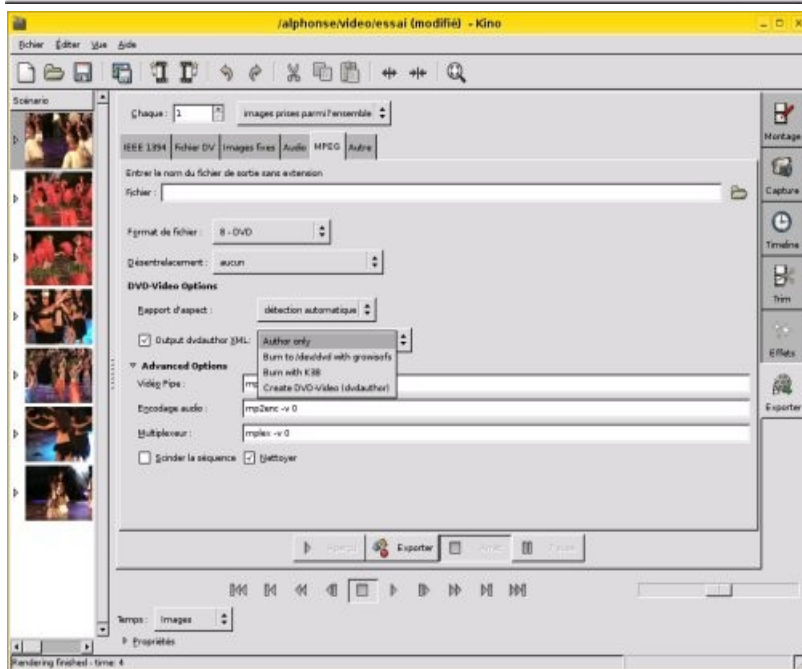 /alphonse/video/essai (modifié) - Kino
Fichier Éditer Vue Aide
Scénario
Chaque : 1 images prises parmi l'ensemble
IEEE 1394 Fichier DV Images fixes Audio MPEG Autre
Entrer le nom du fichier de sortie sans extension
Fichier :
Format de fichier : 8 - DVD
Désentrelacement : aucun
DVD-Video Options
Rapport d'aspect : détection automatique
Output dvdauthor XML: Author only
Burn to /dev/dvd with growisofs
Burn with K3B
Create DVD-Video (dvdauthor)
Advanced Options
Vidéo Pipe :
Encodage audio : mp2enc -v 0
Multiplexeur : mplex -v 0
Scinder la séquence Nettoyer
Aperçu Exporter Arrêt Pause
Temps : Images
Propriétés
Rendering finished - time: 4
Montage
Capture
Timeline
Trim
Effets
Exporter